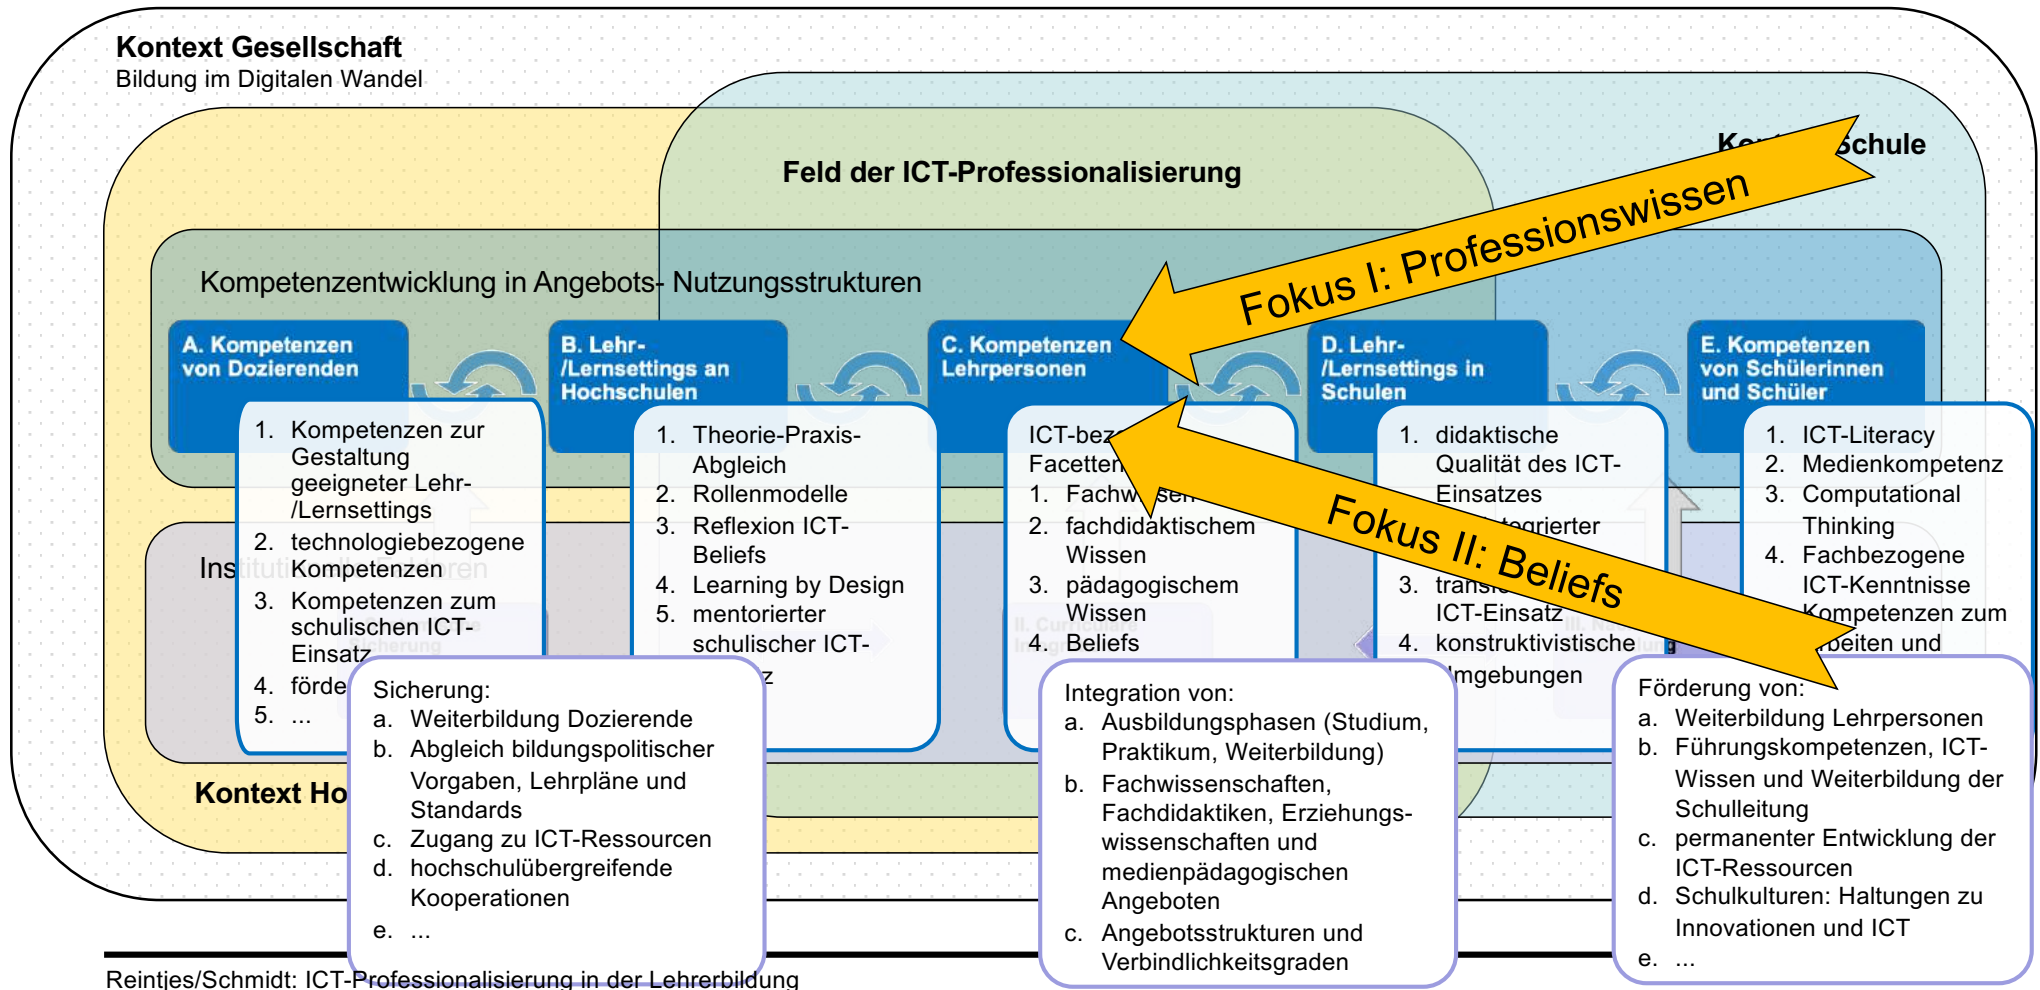 Kontext Gesellschaft
Bildung im Digitalen Wandel
Schule
Feld der ICT-Professionalisierung
Fokus I: Professionswissen
Kompetenzentwicklung in Angebots- Nutzungsstrukturen
A. Kompetenzen
von Dozierenden
B. Lehr-
/Lernsettings an
Hochschulen
C. Kompetenzen
Lehrpersonen
D. Lehr-
/Lernsettings in
Schulen
E. Kompetenzen
von Schülerinnen
und Schüler
1. Kompetenzen zur
Gestaltung
geeigneter Lehr-
/Lernsettings
2. technologiebezogene
Kompetenzen
3. Kompetenzen zum
schulischen ICT-
Einsatz
4. förde
5. ...
1. Theorie-Praxis-
Abgleich
2. Rollenmodelle
3. Reflexion ICT-
Beliefs
4. Learning by Design
5. mentorierter
schulischer ICT-
z
ICT-bez
Facetten
1. Fachwissen
2. fachdidaktischem
Wissen
3. pädagogischem
Wissen
4. Beliefs
Fokus II: Beliefs
1. didaktische
Qualität des ICT-
Einsatzes
3.
ICT-Einsatz
4. konstruktivistische
Umgebungen
1. ICT-Literacy
2. Medienkompetenz
3. Computational
Thinking
4. Fachbezogene
ICT-Kenntnisse
Kompetenzen zum
Arbeiten und
Kontext Ho
Sicherung:
a. Weiterbildung Dozierende
b. Abgleich bildungspolitischer
Vorgaben, Lehrpläne und
Standards
c. Zugang zu ICT-Ressourcen
d. hochschulübergreifende
Kooperationen
e. ...
Integration von:
a. Ausbildungsphasen (Studium,
Praktikum, Weiterbildung)
b. Fachwissenschaften,
Fachdidaktiken, Erziehungs-
wissenschaften und
medienpädagogischen
Angeboten
c. Angebotsstrukturen und
Verbindlichkeitsgraden
Förderung von:
a. Weiterbildung Lehrpersonen
b. Führungskompetenzen, ICT-
Wissen und Weiterbildung der
Schulleitung
c. permanenter Entwicklung der
ICT-Ressourcen
d. Schulkulturen: Haltungen zu
Innovationen und ICT
e. ...
Reintjes/Schmidt: ICT-Professionalisierung in der Lehrerbildung